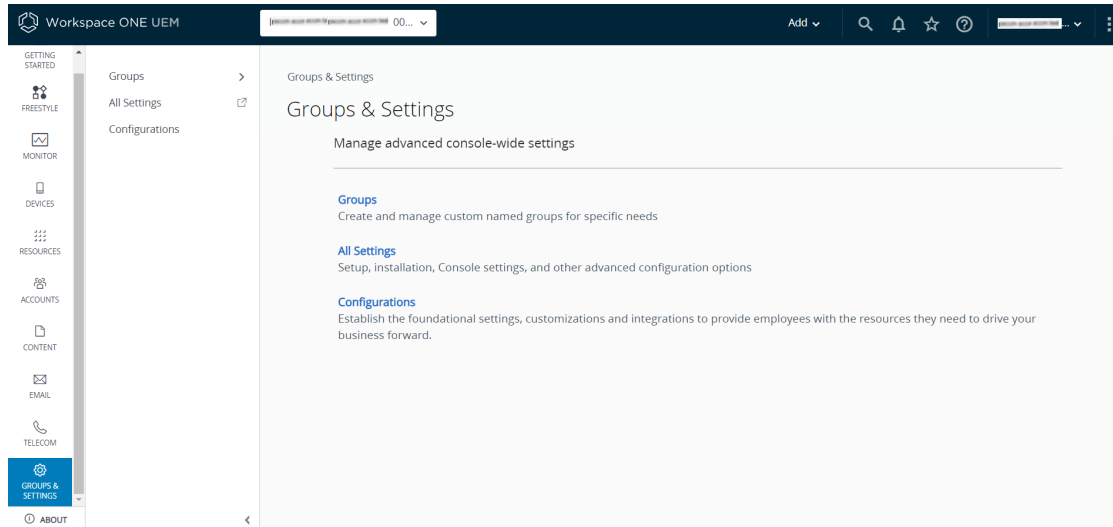 Workspace ONE UEM
00...
Add
GETTING
STARTED
FREESTYLE
MONITOR
DEVICES
RESOURCES
ACCOUNTS
CONTENT
EMAIL
TELECOM
GROUPS &
SETTINGS
ABOUT
Groups
All Settings
Configurations
Groups & Settings
Groups & Settings
Manage advanced console-wide settings
Groups
Create and manage custom named groups for specific needs
All Settings
Setup, installation, Console settings, and other advanced configuration options
Configurations
Establish the foundational settings, customizations and integrations to provide employees with the resources they need to drive your
business forward.